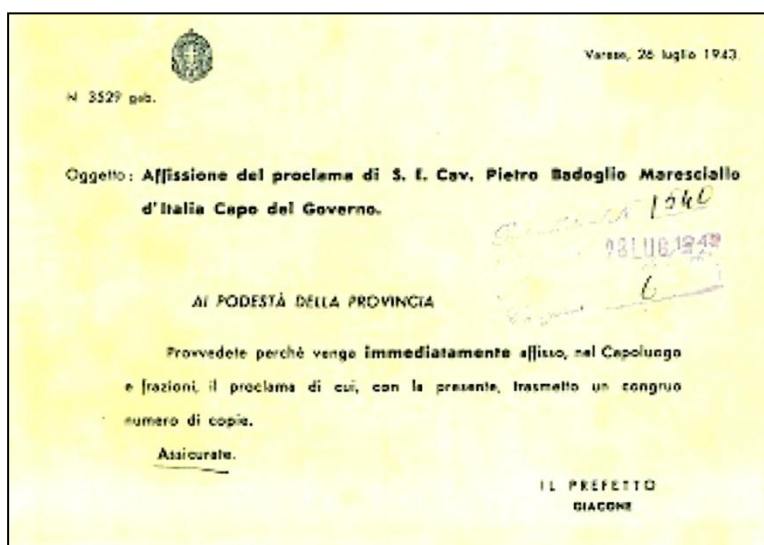 Varese, 26 luglio 1943.
N 3529 gab.
Oggetto: Affissione del proclama di S. E. Cav. Pietro Badoglio Maresciallo
d'Italia Capo del Governo.
1540
LUG 1943
AI PODESTÀ DELLA PROVINCIA
Provvedete perchè venga immediatamente affisso, nel Capoluogo
e frazioni, il proclama di cui, con la presente, trasmetto un congruo
numero di copie.
Assicurate.
IL PREFETTO
GIACONE